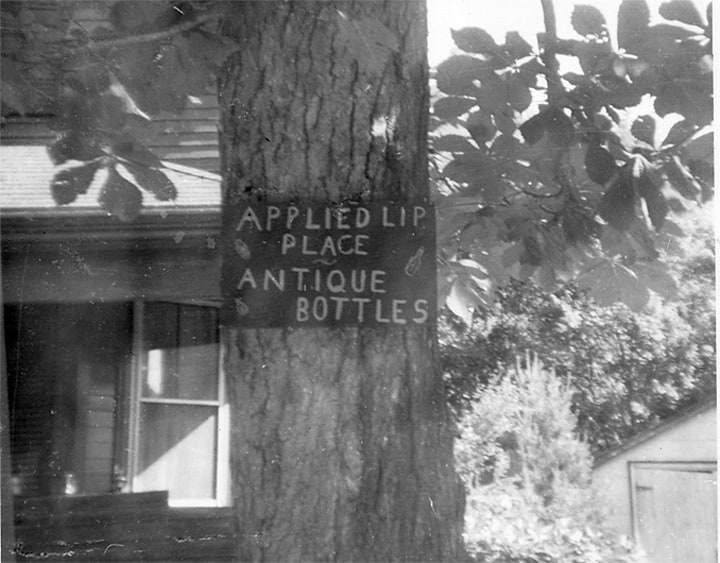 APPLIED LIP
PLACE
~
ANTIQUE
BOTTLES